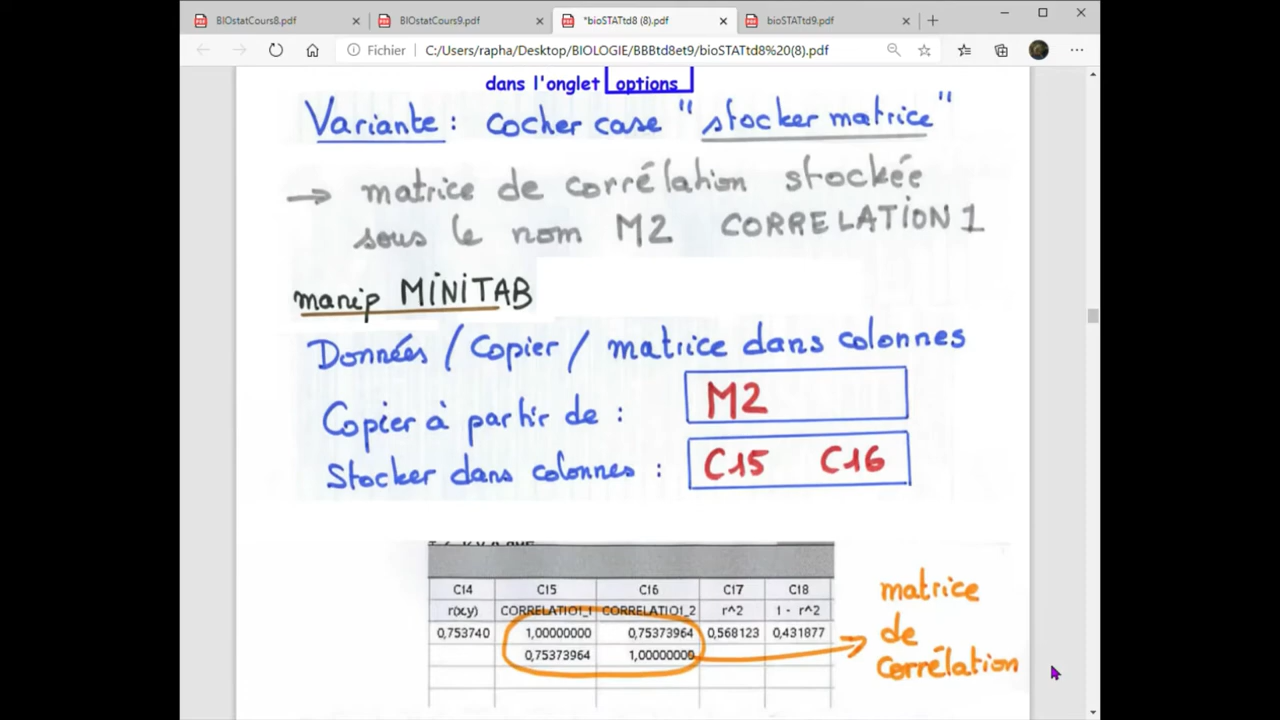 BIOstatCours8.pdf
BIOstatCours9.pdf
*bioSTATtd8 (8).pdf
bioSTATtd9.pdf
Fichier C:/Users/rapha/Desktop/BIOLOGIE/BBBtd8et9/bioSTATtd8%20(8).pdf
dans l'onglet options
Variante : cocher case "stocker matrice"
→ matrice de corrélation stockée
sous le nom M2 CORRELATION1
manip MINITAB
Données / Copier / matrice dans colonnes
Copier à partir de : M2
Stocker dans colonnes : C15 C16
C14 C15 C16 C17 C18
r(x,y) CORRELATIO1_1 CORRELATIO1_2 r^2 1 - r^2
0,753740 1,00000000 0,75373964 0,568123 0,431877
0,75373964 1,00000000
matrice
de
corrélation